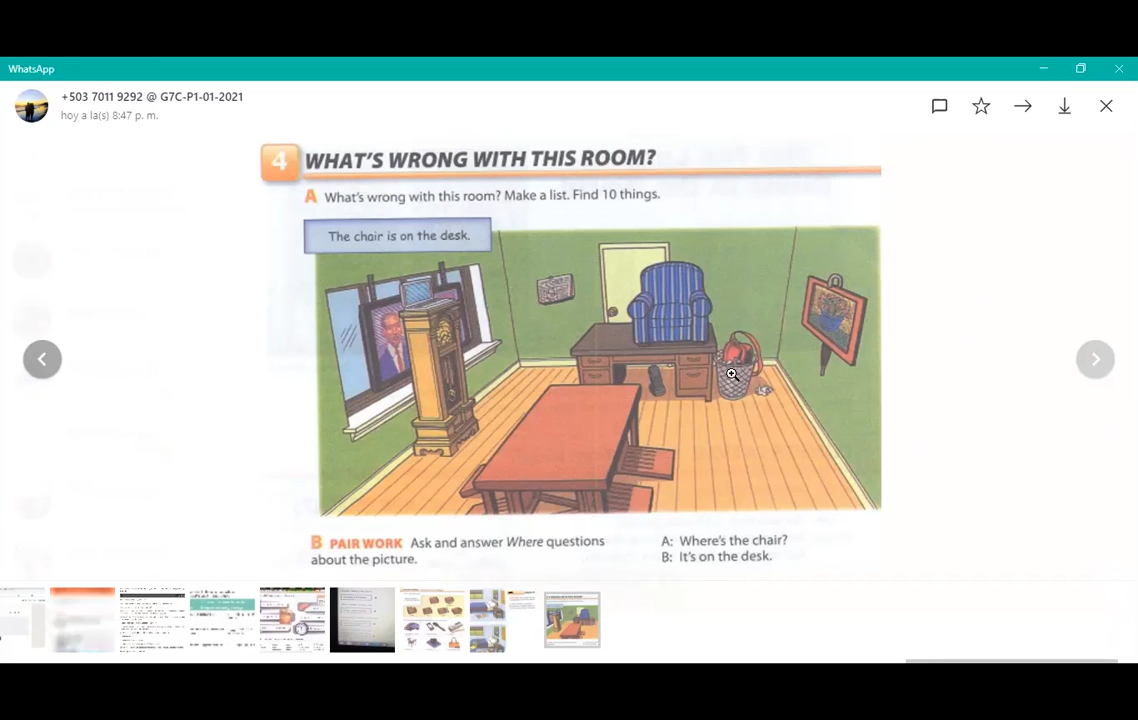 WhatsApp
+503 7011 9292 @ G7C-P1-01-2021
hoy a la(s) 8:47 p. m.
4 WHAT'S WRONG WITH THIS ROOM?
A What's wrong with this room? Make a list. Find 10 things.
The chair is on the desk.
B PAIR WORK Ask and answer Where questions
about the picture.
A: Where's the chair?
B: It's on the desk.